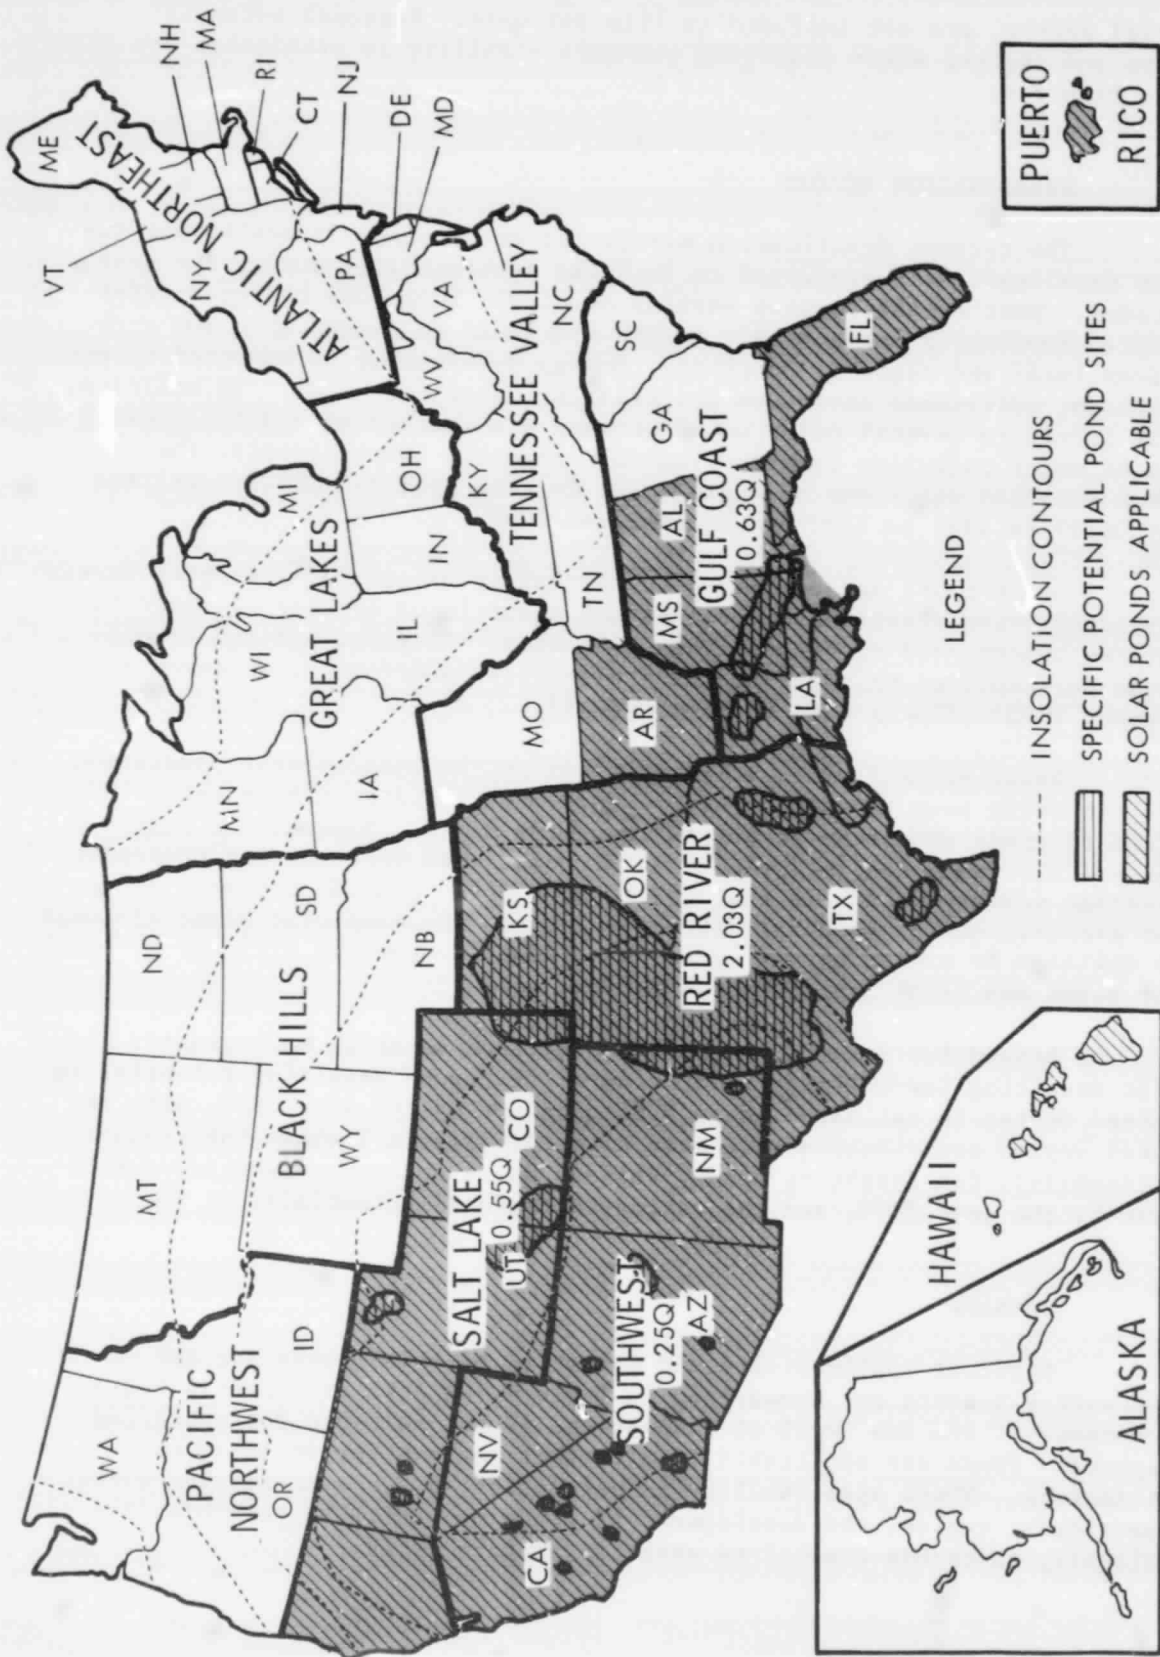 WA
MT
ND
MN
ME
VT
NH
MA
RI
CT
NJ
DE
MD
NY
ATLANTIC NORTHEAST
PA
PACIFIC
NORTHWEST
OR
ID
BLACK HILLS
WY
SD
NB
WI
MI
GREAT LAKES
IA
IL
IN
OH
WV
VA
KY
TENNESSEE VALLEY
NC
TN
SC
MO
SALT LAKE
UT 0.55Q
CO
KS
NV
CA
SOUTHWEST
0.25Q
AZ
NM
OK
RED RIVER
2.03Q
TX
AR
LA
MS
AL
GA
GULF COAST
0.63Q
FL
ALASKA
HAWAII
LEGEND
INSOLATION CONTOURS
SPECIFIC POTENTIAL POND SITES
SOLAR PONDS APPLICABLE
PUERTO
RICO